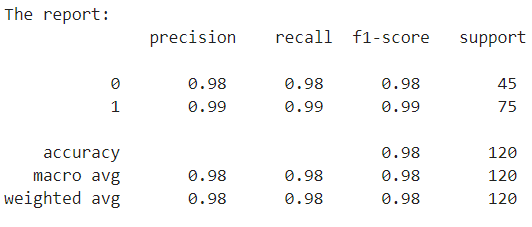 The report:
precision recall f1-score support
0 0.98 0.98 0.98 45
1 0.99 0.99 0.99 75
accuracy 0.98 120
macro avg 0.98 0.98 0.98 120
weighted avg 0.98 0.98 0.98 120